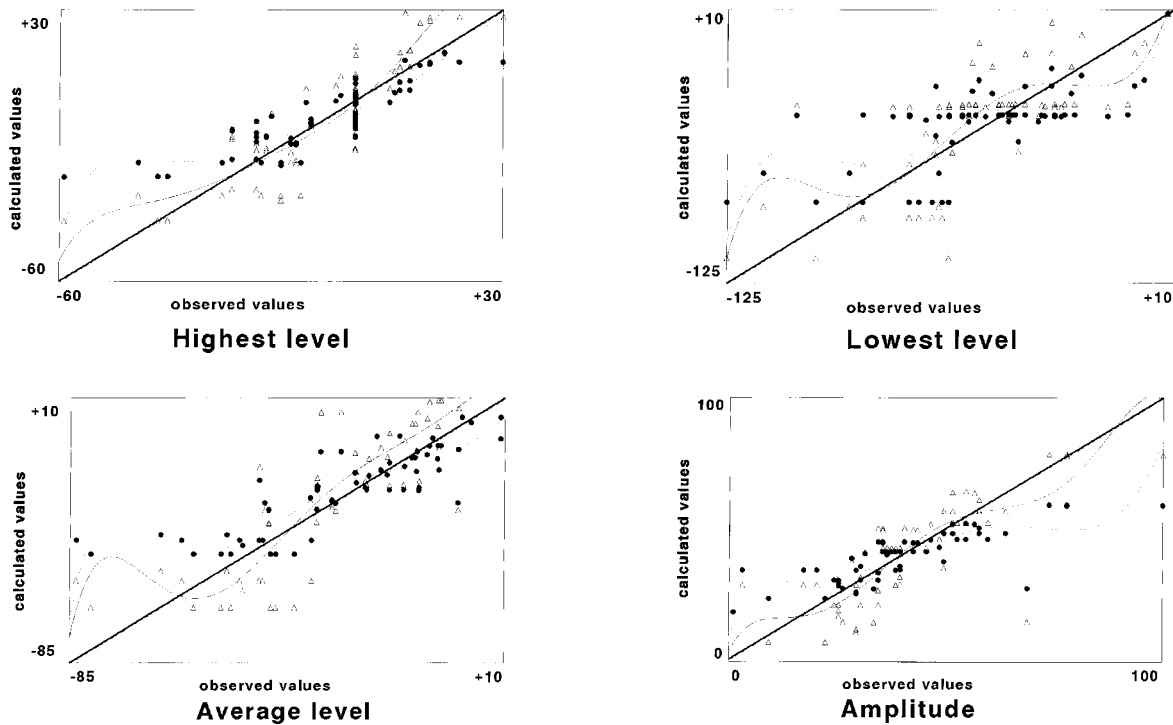 +30
calculated values
-60
-60
observed values
+30
Highest level
+10
calculated values
-125
-125
observed values
+10
Lowest level
+10
calculated values
-85
-85
observed values
+10
Average level
100
calculated values
0
0
observed values
100
Amplitude